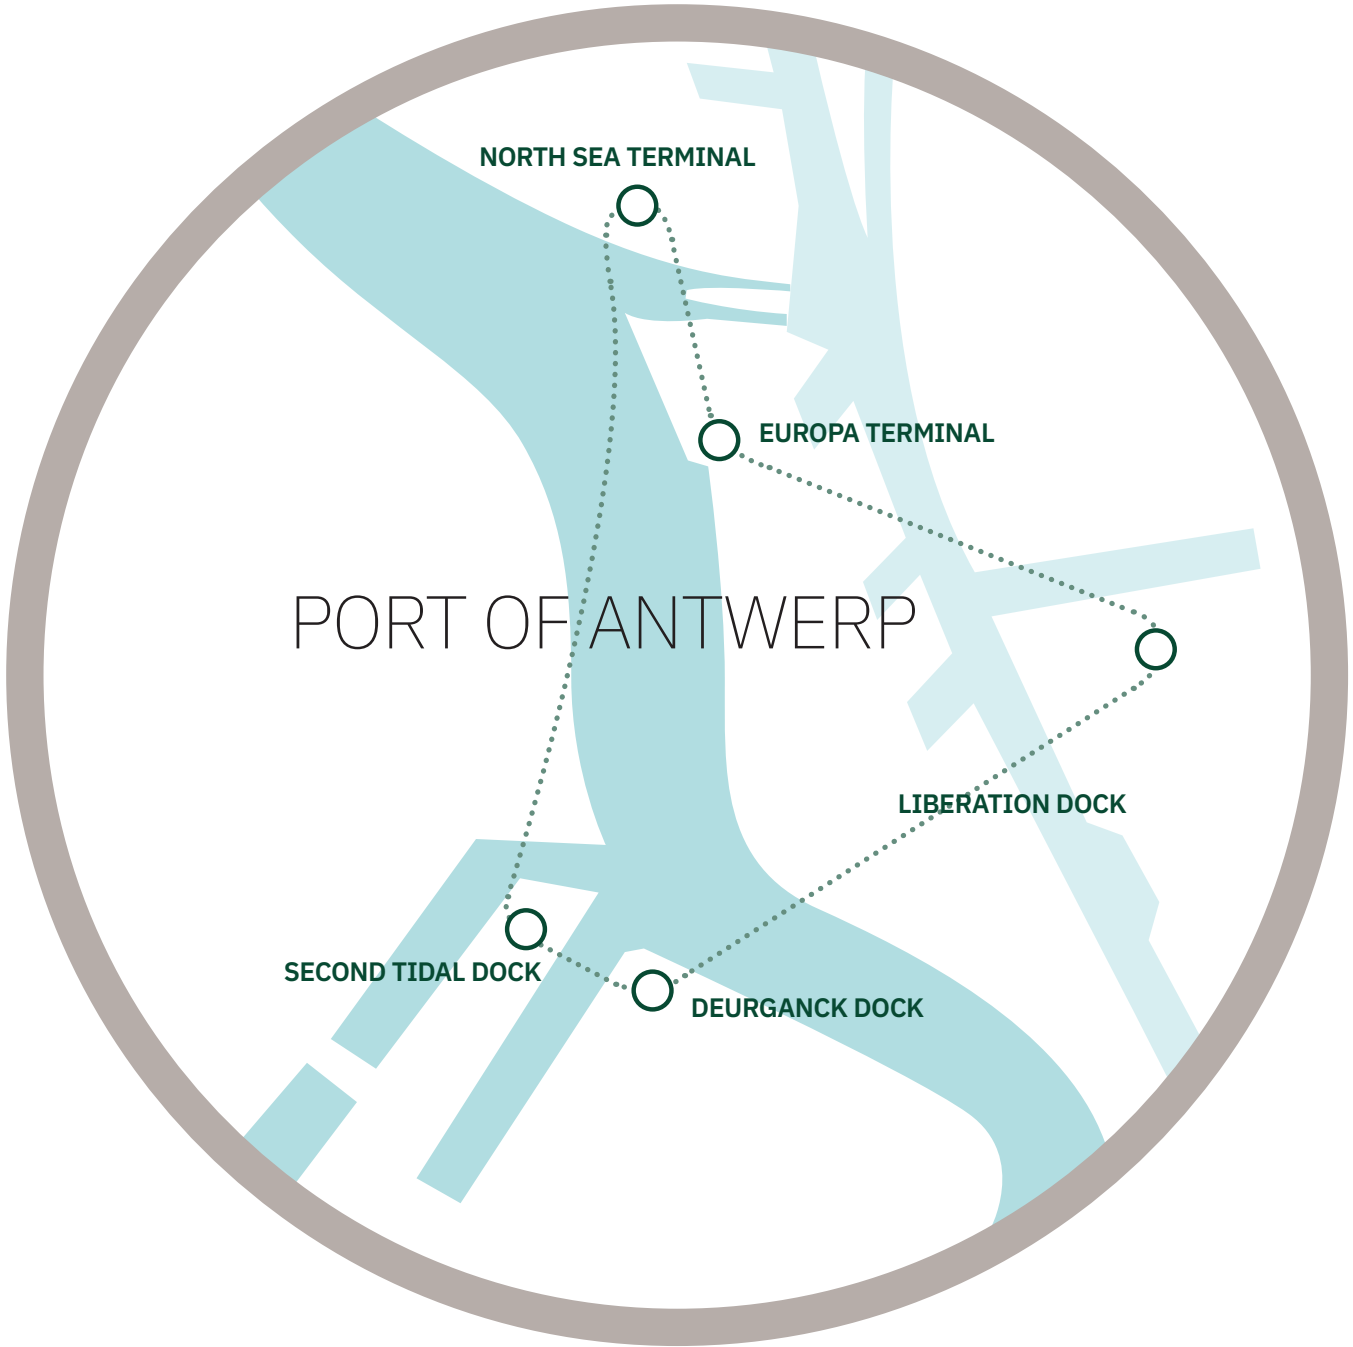 NORTH SEA TERMINAL
EUROPA TERMINAL
PORT OF ANTWERP
LIBERATION DOCK
SECOND TIDAL DOCK
DEURGANCK DOCK